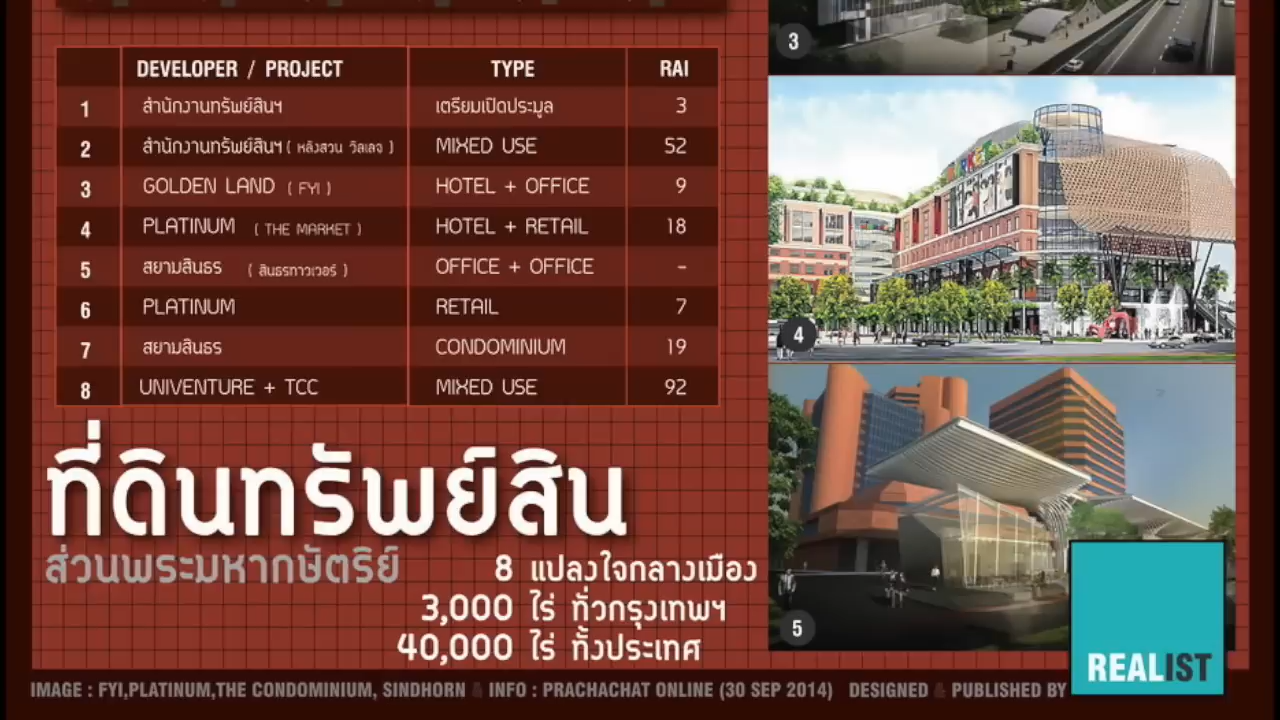 DEVELOPER / PROJECT TYPE RAI
1 สำนักงานทรัพย์สินฯ เตรียมเปิดประมูล 3
2 สำนักงานทรัพย์สินฯ ( หลังสวน วิลเลจ ) MIXED USE 52
3 GOLDEN LAND ( FYI ) HOTEL + OFFICE 9
4 PLATINUM ( THE MARKET ) HOTEL + RETAIL 18
5 สยามสินธร ( สินธรทาวเวอร์ ) OFFICE + OFFICE -
6 PLATINUM RETAIL 7
7 สยามสินธร CONDOMINIUM 19
8 UNIVENTURE + TCC MIXED USE 92
ที่ดินทรัพย์สิน
ส่วนพระมหากษัตริย์
8 แปลงใจกลางเมือง
3,000 ไร่ ทั่วกรุงเทพฯ
40,000 ไร่ ทั้งประเทศ
3
4
5
REALIST
IMAGE : FYI,PLATINUM,THE CONDOMINIUM, SINDHORN & INFO : PRACHACHAT ONLINE (30 SEP 2014) DESIGNED & PUBLISHED BY